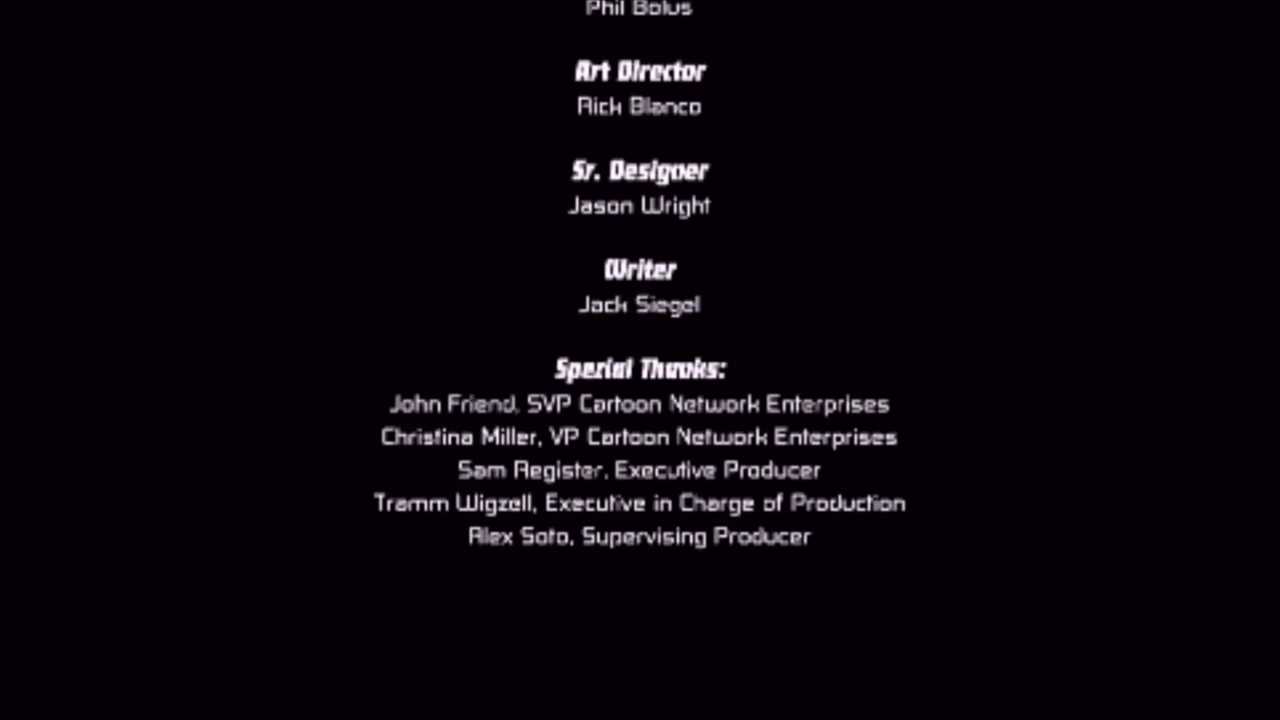 Phil Bolus
Art Director
Rick Blanco
Sr. Designer
Jason Wright
Writer
Jack Siegel
Special Thanks:
John Friend, SVP Cartoon Network Enterprises
Christina Miller, VP Cartoon Network Enterprises
Sam Register, Executive Producer
Tramm Wigzell, Executive in Charge of Production
Alex Soto, Supervising Producer